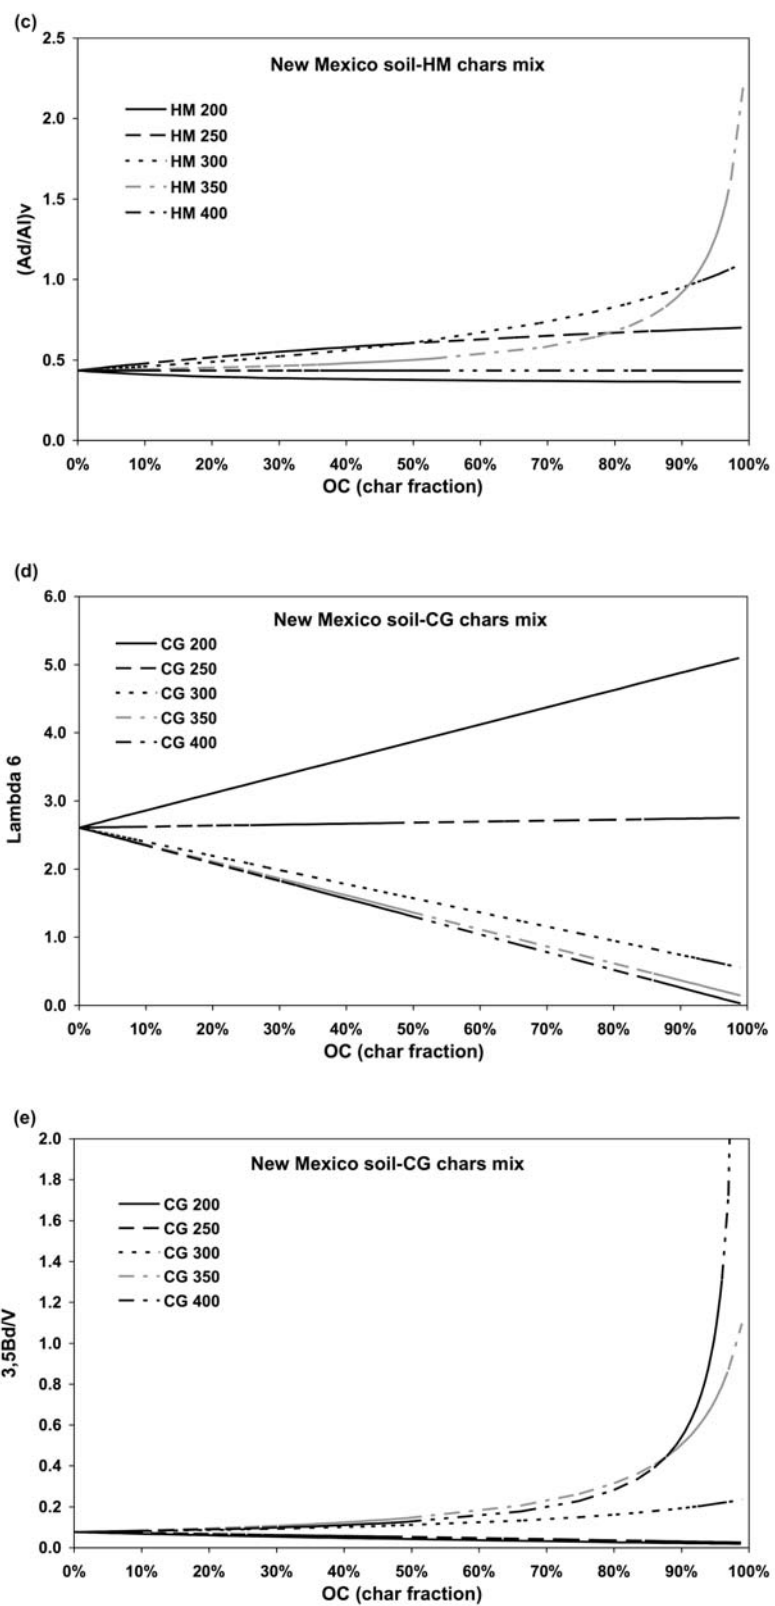 (c)
2.5
New Mexico soil-HM chars mix
HM 200
HM 250
HM 300
HM 350
HM 400
2.0
1.5
1.0
0.5
0.0
(Ad/Al)v
0% 10% 20% 30% 40% 50% 60% 70% 80% 90% 100%
OC (char fraction)
(d)
6.0
New Mexico soil-CG chars mix
CG 200
CG 250
CG 300
CG 350
CG 400
5.0
4.0
3.0
2.0
1.0
0.0
Lambda 6
0% 10% 20% 30% 40% 50% 60% 70% 80% 90% 100%
OC (char fraction)
(e)
2.0
New Mexico soil-CG chars mix
CG 200
CG 250
CG 300
CG 350
CG 400
1.8
1.6
1.4
1.2
1.0
0.8
0.6
0.4
0.2
0.0
3,5Bd/V
0% 10% 20% 30% 40% 50% 60% 70% 80% 90% 100%
OC (char fraction)